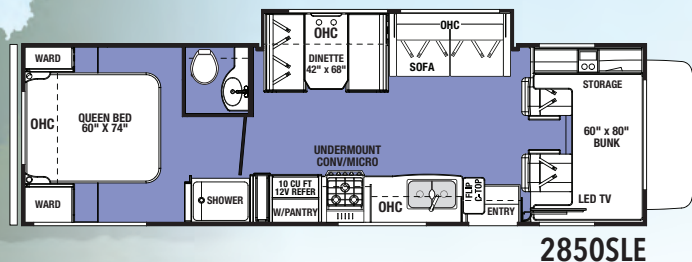 WARD
OHC
QUEEN BED
60" X 74"
WARD
SHOWER
OHC
DINETTE
42" x 68"
OHC
SOFA
UNDERMOUNT
CONV/MICRO
10 CU FT
12V REFER
W/PANTRY
OHC
FLIP
C-TOP
ENTRY
STORAGE
60" x 80"
BUNK
LED TV
2850SLE